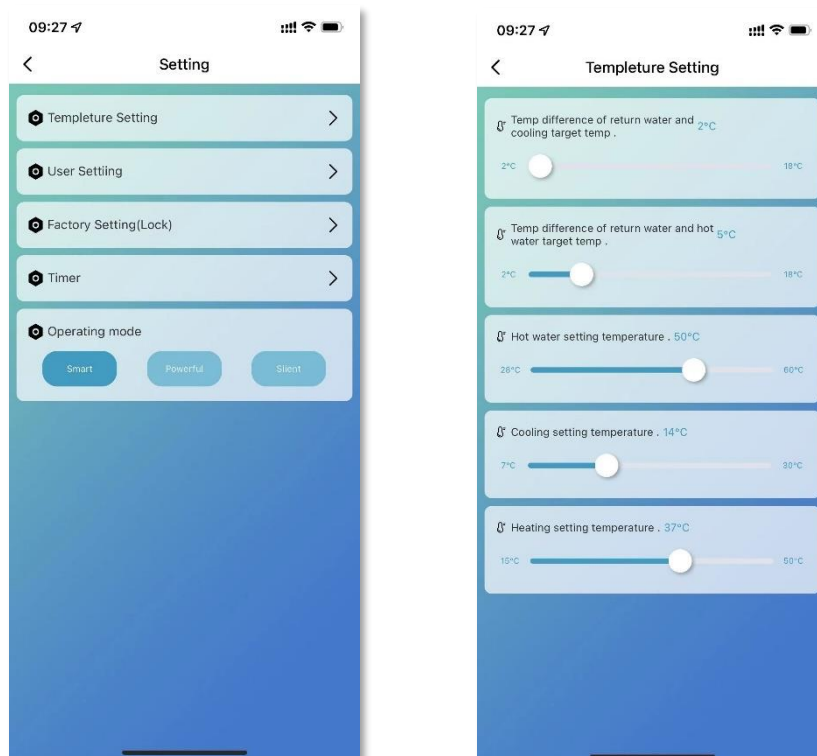 09:27
Setting
Templeture Setting
User Settiing
Factory Setting(Lock)
Timer
Operating mode
Smart
Powerful
Slient
09:27
Templeture Setting
Temp difference of return water and
cooling target temp . 2°C
2°C 18°C
Temp difference of return water and hot
water target temp . 5°C
2°C 18°C
Hot water setting temperature . 50°C
28°C 60°C
Cooling setting temperature . 14°C
7°C 30°C
Heating setting temperature . 37°C
15°C 50°C